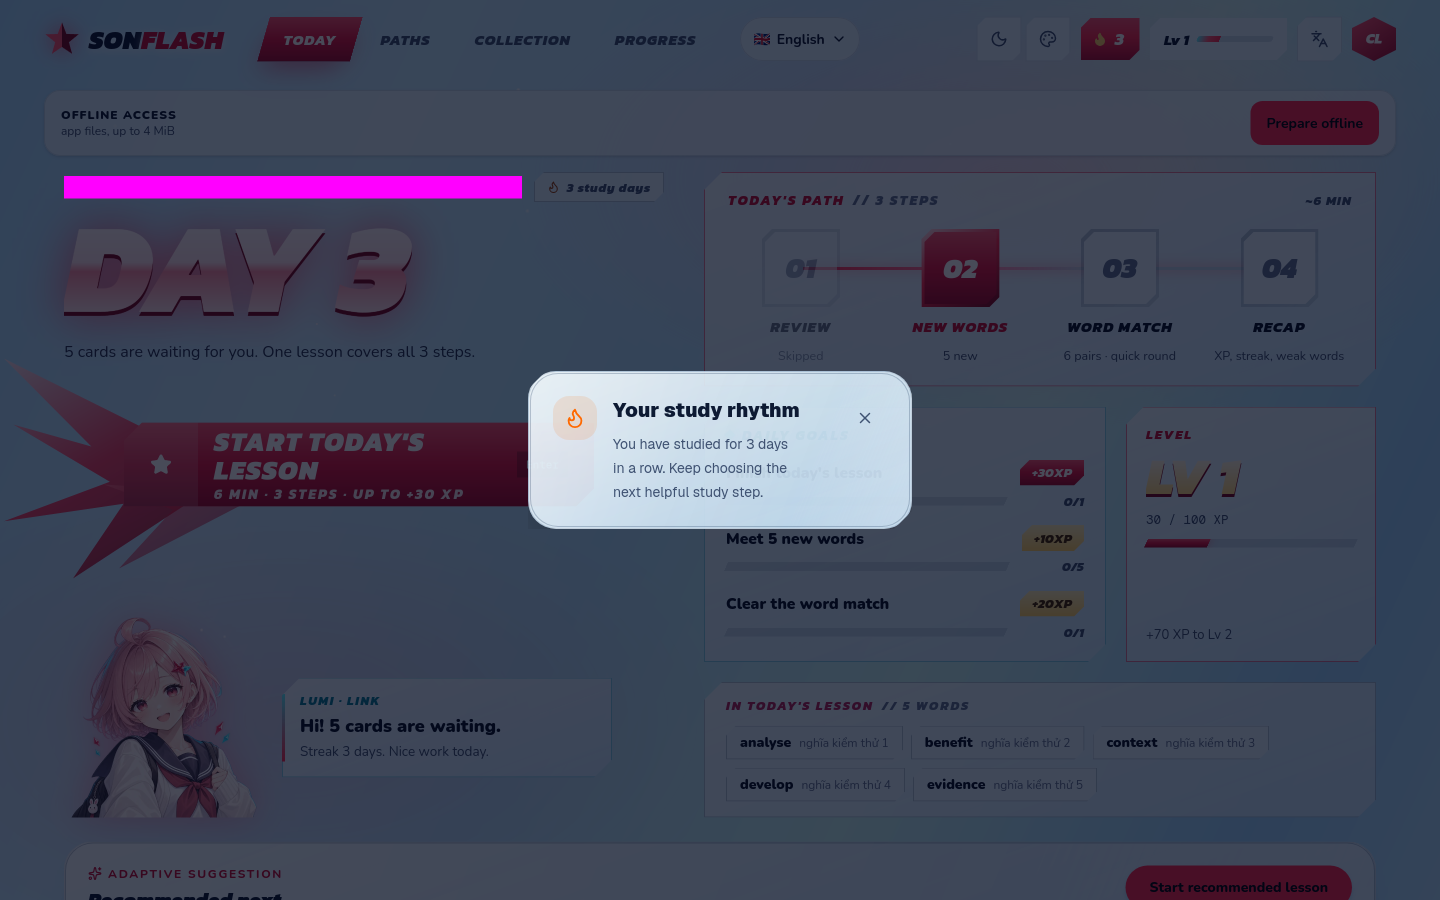 SONFLASH
TODAY
PATHS
COLLECTION
PROGRESS
English
3
Lv 1
CL
OFFLINE ACCESS
app files, up to 4 MiB
Prepare offline
3 study days
DAY 3
5 cards are waiting for you. One lesson covers all 3 steps.
START TODAY'S
LESSON
6 MIN · 3 STEPS · UP TO +30 XP
TODAY'S PATH // 3 STEPS
~6 MIN
01
REVIEW
Skipped
02
NEW WORDS
5 new
03
WORD MATCH
6 pairs · quick round
04
RECAP
XP, streak, weak words
Your study rhythm
You have studied for 3 days
in a row. Keep choosing the
next helpful study step.
today's lesson
+30XP
0/1
Meet 5 new words
+10XP
0/5
Clear the word match
+20XP
0/1
LEVEL
LV 1
30 / 100 XP
+70 XP to Lv 2
LUMI · LINK
Hi! 5 cards are waiting.
Streak 3 days. Nice work today.
IN TODAY'S LESSON // 5 WORDS
analyse nghĩa kiểm thử 1
benefit nghĩa kiểm thử 2
context nghĩa kiểm thử 3
develop nghĩa kiểm thử 4
evidence nghĩa kiểm thử 5
ADAPTIVE SUGGESTION
Recommended next
Start recommended lesson